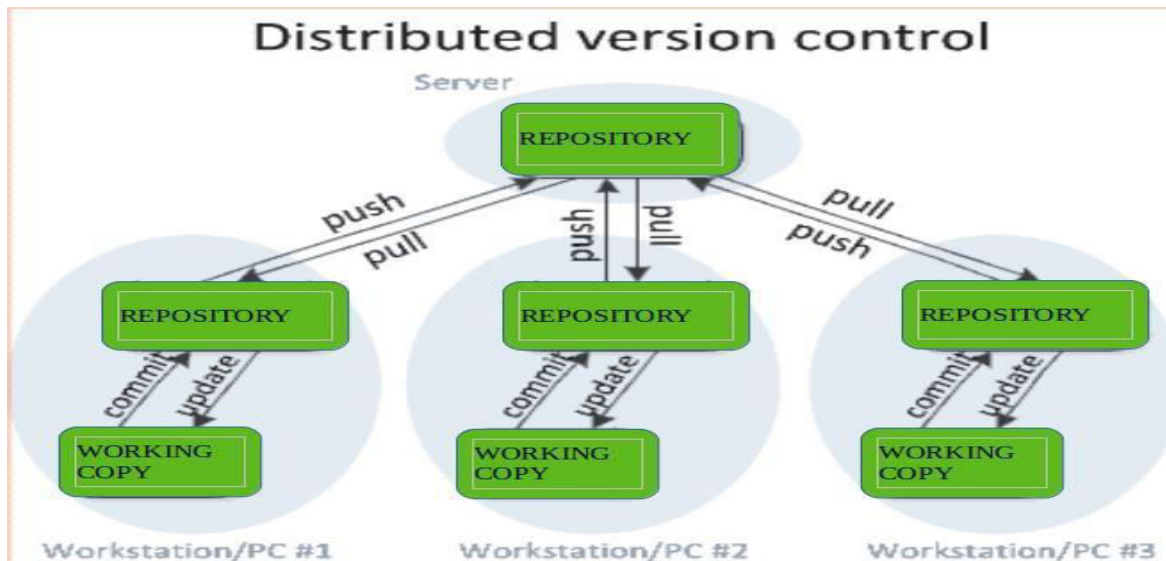 Distributed version control
Server
REPOSITORY
push
pull
push
pull
pull
push
REPOSITORY
REPOSITORY
REPOSITORY
commit
update
commit
update
commit
update
WORKING
COPY
WORKING
COPY
WORKING
COPY
Workstation/PC #1
Workstation/PC #2
Workstation/PC #3